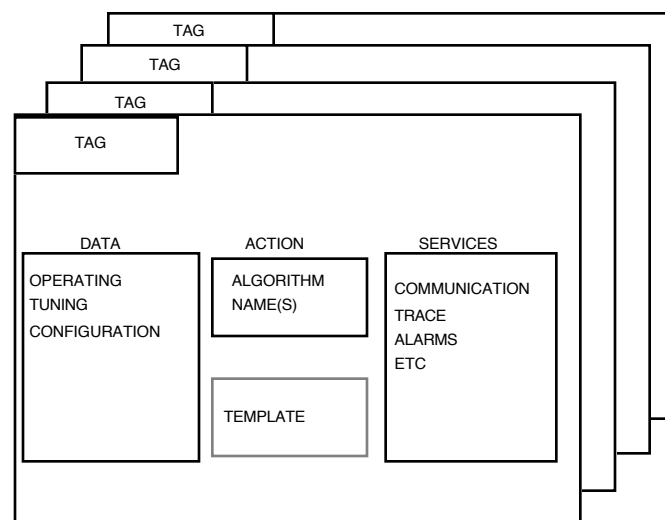 TAG
TAG
TAG
TAG
DATA
OPERATING
TUNING
CONFIGURATION
ACTION
ALGORITHM
NAME(S)
TEMPLATE
SERVICES
COMMUNICATION
TRACE
ALARMS
ETC